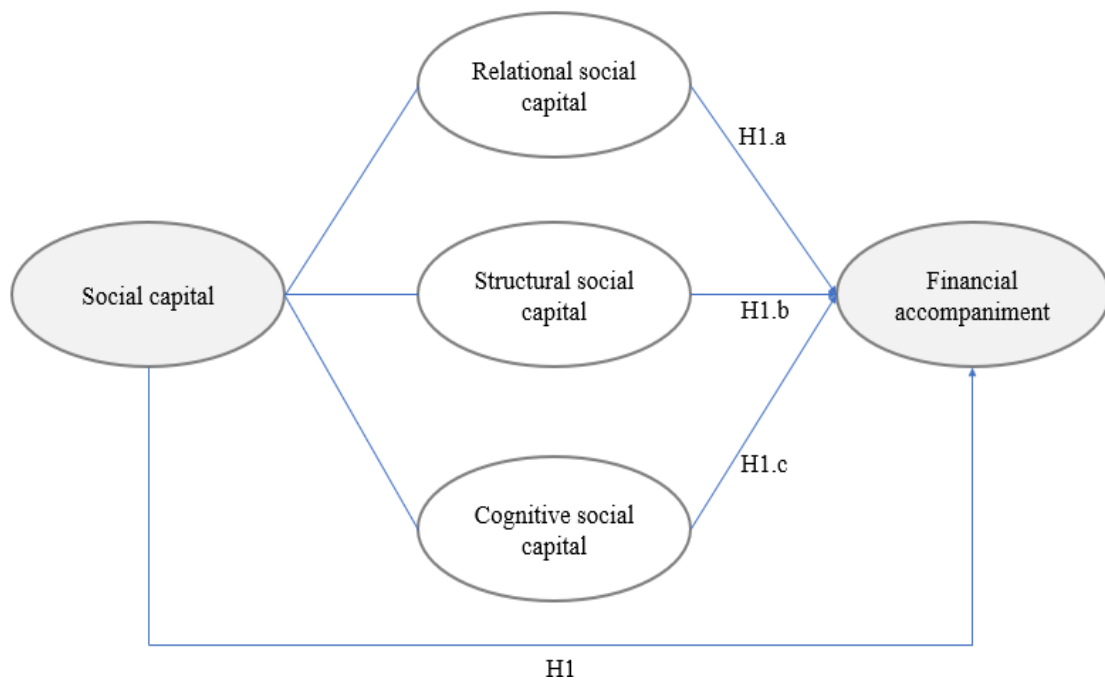 Relational social
capital
H1.a
Social capital
Structural social
capital
H1.b
Financial
accompaniment
H1.c
Cognitive social
capital
H1